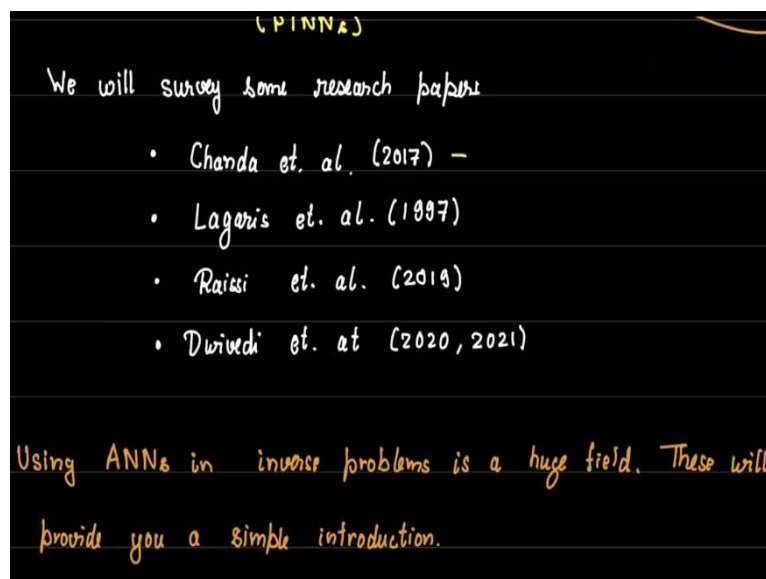 (PINNs)
We will survey some research papers
• Chanda et. al. (2017) –
• Lagaris et. al. (1997)
• Raissi et. al. (2019)
• Dwivedi et. at (2020, 2021)
Using ANNs in inverse problems is a huge field. These will
provide you a simple introduction.